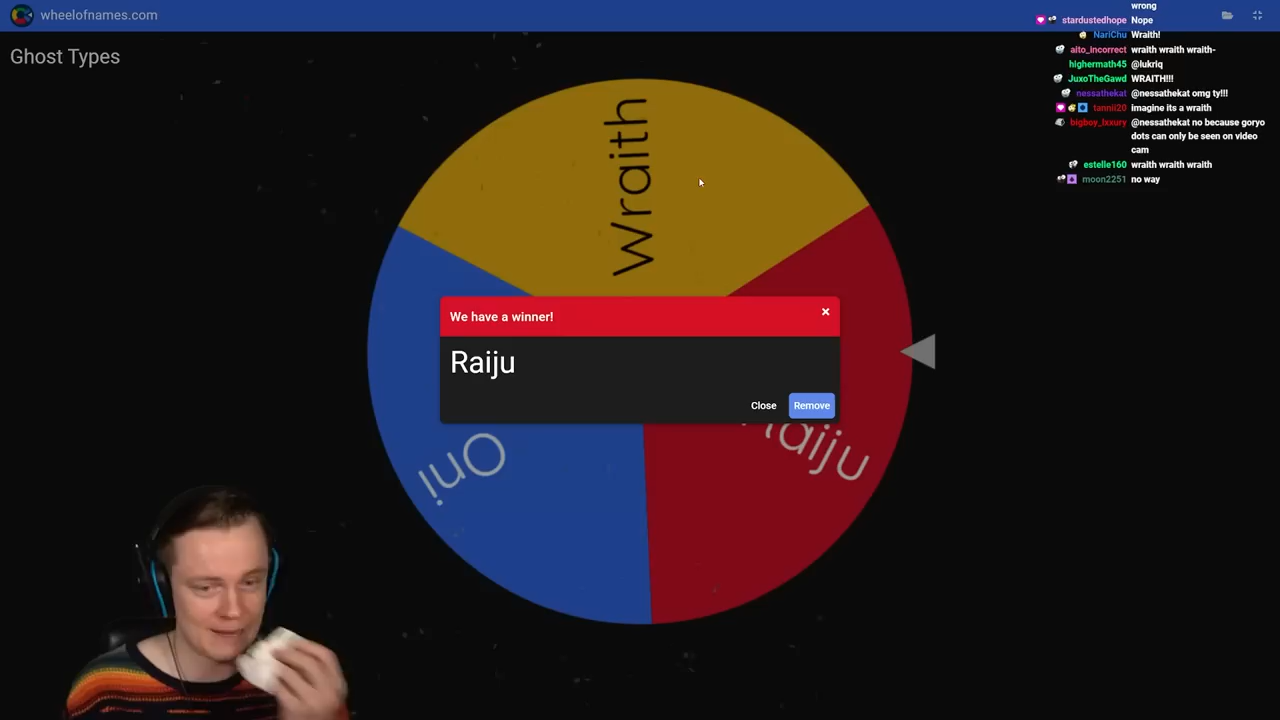 wheelofnames.com
Ghost Types
wrong
stardustedhope Nope
NariChu Wraith!
alto_incorrect wraith wraith wraith-
highermath45 @lukriq
JuxoTheGawd WRAITH!!!
nessathekat @nessathekat omg ty!!!
tannii20 imagine its a wraith
bigboy_lxxury @nessathekat no because goryo
dots can only be seen on video
cam
estelle160 wraith wraith wraith
moon2251 no way
Wraith
We have a winner!
×
Raiju
Close
Remove
Oni
Raiju